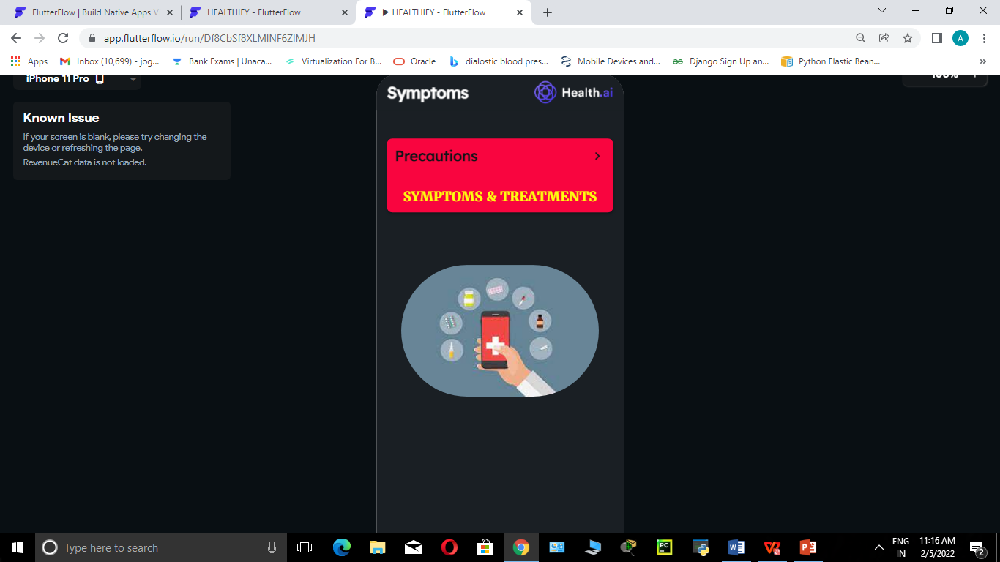 FlutterFlow | Build Native Apps Vi
HEALTHIFY - FlutterFlow
▶ HEALTHIFY - FlutterFlow
app.flutterflow.io/run/Df8CbSf8XLMINF6ZIMJH
A
Apps
Inbox (10,699) - jog...
Bank Exams | Unaca...
Virtualization For B...
Oracle
dialostic blood pres...
Mobile Devices and...
Django Sign Up an...
Python Elastic Bean...
»
iPhone 11 Pro
100%
Known Issue
If your screen is blank, please try changing the
device or refreshing the page.
RevenueCat data is not loaded.
Symptoms
Health.ai
Precautions
SYMPTOMS & TREATMENTS
Type here to search
PC
ENG
IN
11:16 AM
2/5/2022
2